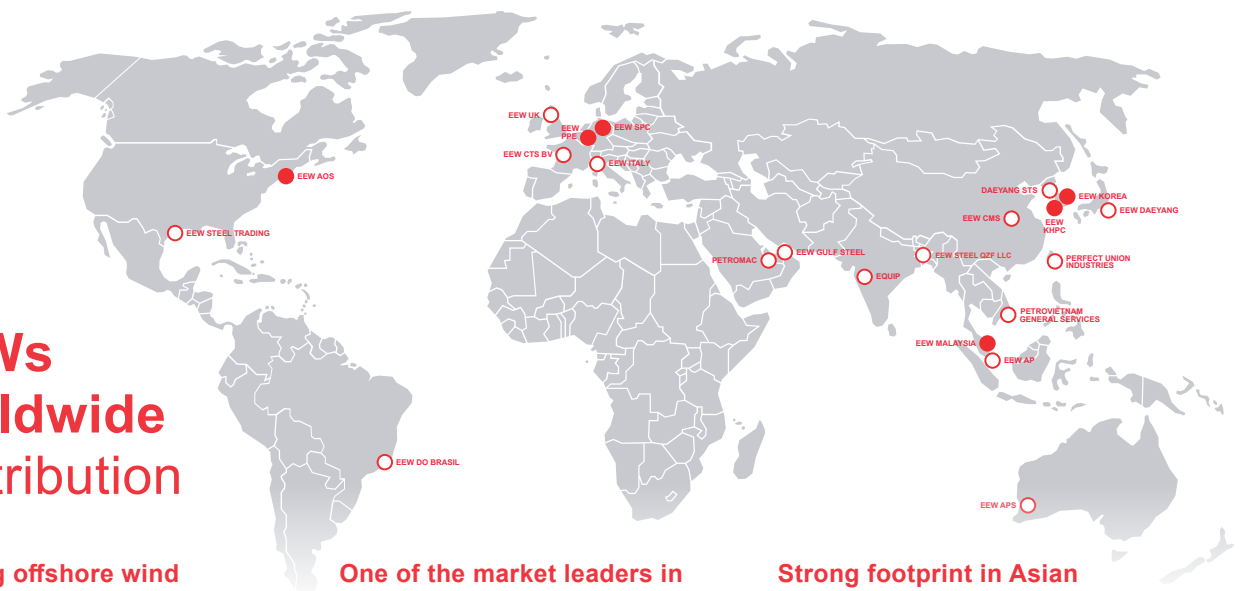 EEW UK
EEW
PPE
EEW SPC
EEW CTS BV
EEW ITALY
EEW AOS
EEW STEEL TRADING
DAEYANG STS
EEW KOREA
EEW CMS
EEW
KHPC
EEW DAEYANG
PETROMAC
EEW GULF STEEL
EEW STEEL QZF LLC
PERFECT UNION
INDUSTRIES
EQUIP
PETROVIETNAM
GENERAL SERVICES
EEW MALAYSIA
EEW AP
Ws
ldwide
tribution
EEW DO BRASIL
EEW APS
g offshore wind
One of the market leaders in
Strong footprint in Asian